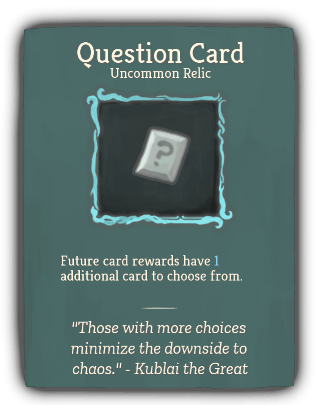 Question Card
Uncommon Relic
?
Future card rewards have 1
additional card to choose from.
"Those with more choices
minimize the downside to
chaos." - Kublai the Great